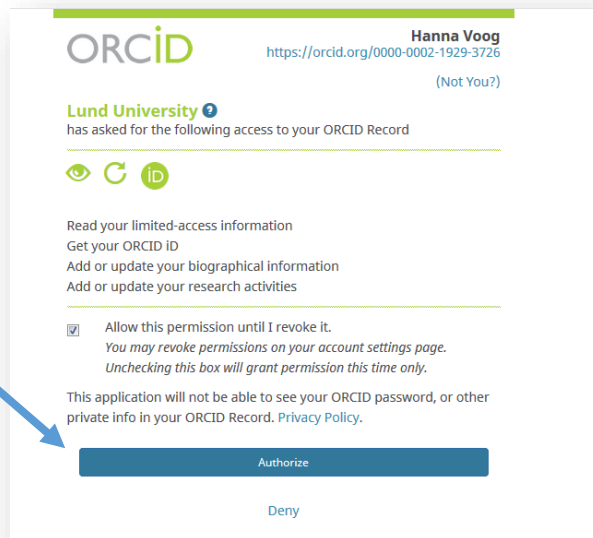 ORCiD
Hanna Voog
https://orcid.org/0000-0002-1929-3726
(Not You?)
Lund University ?
has asked for the following access to your ORCID Record
iD
Read your limited-access information
Get your ORCID iD
Add or update your biographical information
Add or update your research activities
Allow this permission until I revoke it.
You may revoke permissions on your account settings page.
Unchecking this box will grant permission this time only.
This application will not be able to see your ORCID password, or other
private info in your ORCID Record. Privacy Policy.
Authorize
Deny